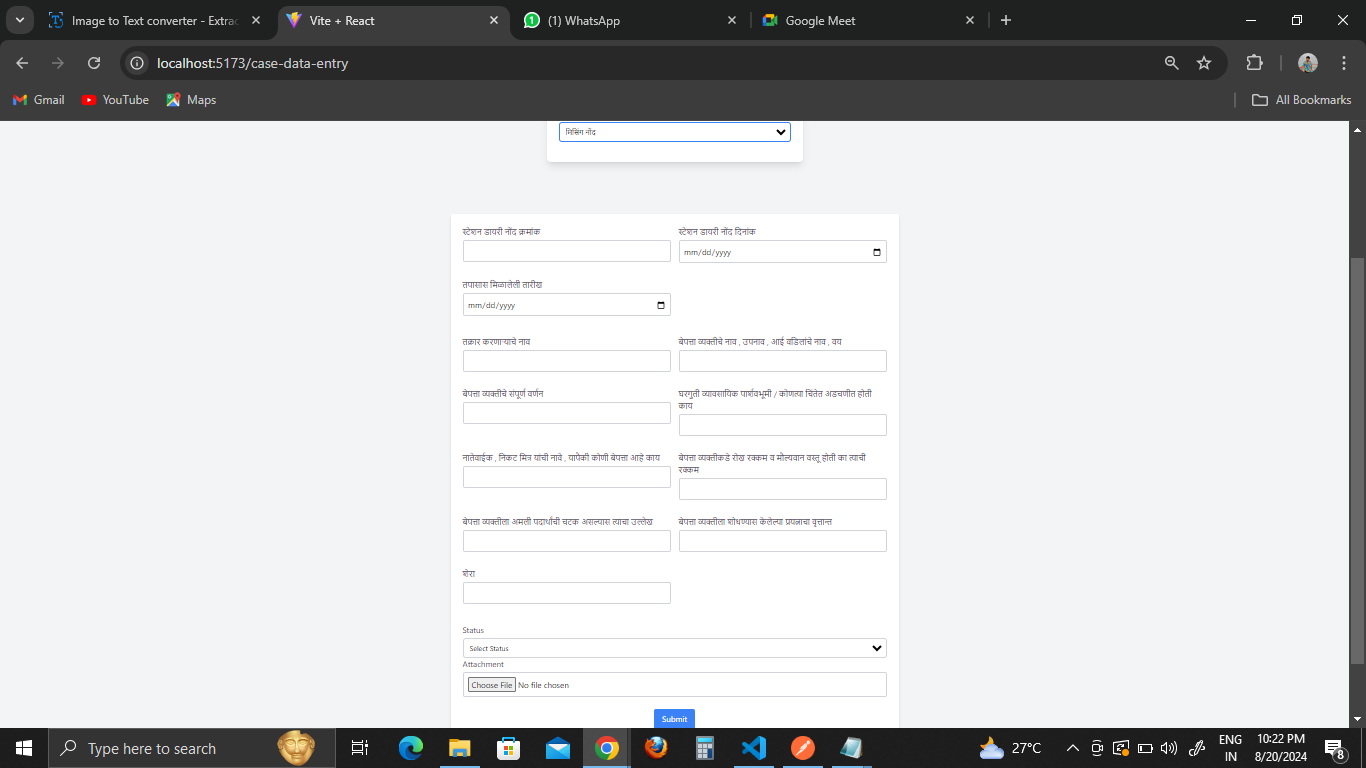 Image to Text converter - Extrac
Vite + React
(1) WhatsApp
Google Meet
localhost:5173/case-data-entry
Gmail
YouTube
Maps
All Bookmarks
मिसिंग नोंद
स्टेशन डायरी नोंद क्रमांक
स्टेशन डायरी नोंद दिनांक
mm/dd/yyyy
तपासास मिळालेली तारीख
mm/dd/yyyy
तक्रार करणाऱ्याचे नाव
बेपत्ता व्यक्तीचे नाव , उपनाव , आई वडिलांचे नाव , वय
बेपत्ता व्यक्तीचे संपूर्ण वर्णन
घरगुती व्यावसायिक पार्शवभूमी / कोणत्या चिंतेत अडचणीत होती
काय
नातेवाईक , निकट मित्र यांची नावे , यापैकी कोणी बेपत्ता आहे काय
बेपत्ता व्यक्तीकडे रोख रक्कम व मोल्यवान वस्तू होती का त्याची
रक्कम
बेपत्ता व्यक्तीला अमली पदार्थांची चटक असल्यास त्याचा उल्लेख
बेपत्ता व्यक्तीला शोधण्यास केलेल्या प्रयत्नाचा वृत्तान्त
शेरा
Status
Select Status
Attachment
Choose File No file chosen
Submit
Type here to search
27°C
ENG
IN
10:22 PM
8/20/2024
8